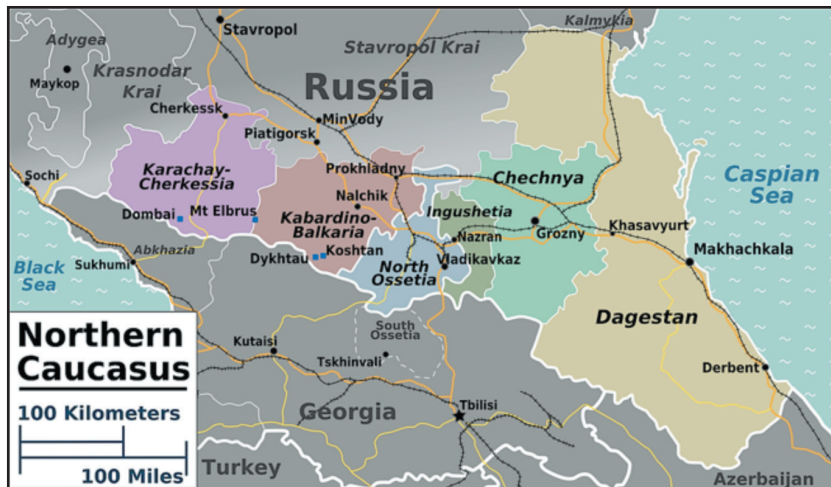 Kalmykia
Stavropol
Adygea
Stavropol Krai
Maykop
Krasnodar
Krai
Russia
Cherkessk
MinVody
Piatigorsk
Prokhladny
Karachay-
Cherkessia
Chechnya
Caspian
Sea
Sochi
Nalchik
Dombai
Mt Elbrus
Kabardino-
Balkaria
Ingushetia
Khasavyurt
Grozny
Nazran
Abkhazia
Black
Sea
Sukhumi
Dykhtau
Koshtan
North
Ossetia
Vladikavkaz
Makhachkala
Dagestan
Northern
Caucasus
South
Ossetia
Kutaisi
Tskhinvali
Derbent
100 Kilometers
100 Miles
Georgia
Tbilisi
Turkey
Azerbaijan